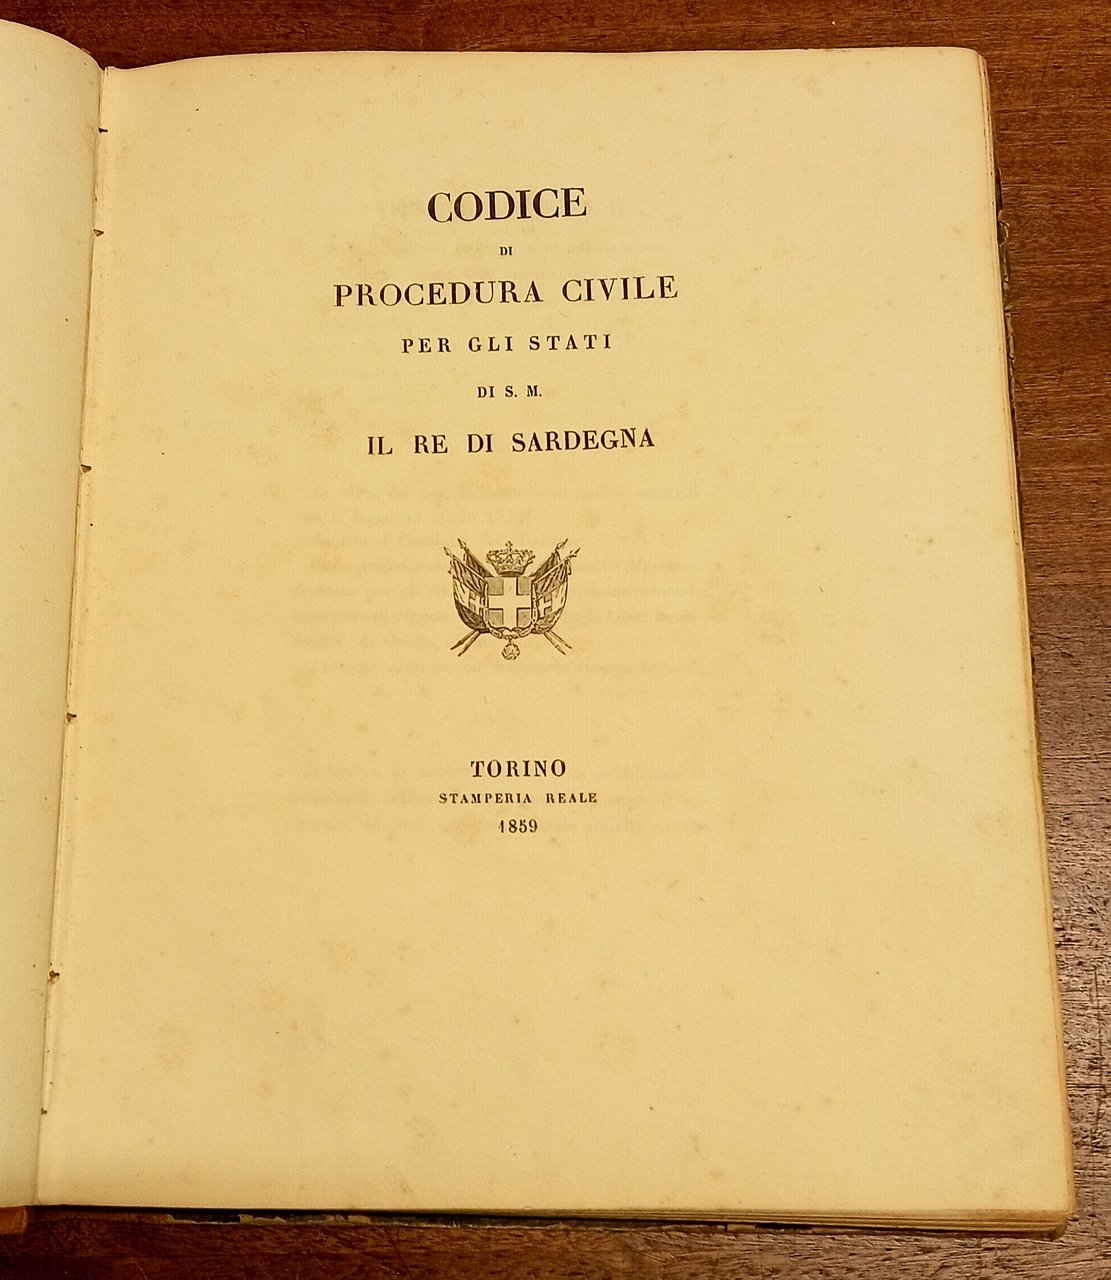 CODICE
DI
PROCEDURA CIVILE
PER GLI STATI
DI S. M.
IL RE DI SARDEGNA
TORINO
STAMPERIA REALE
1859